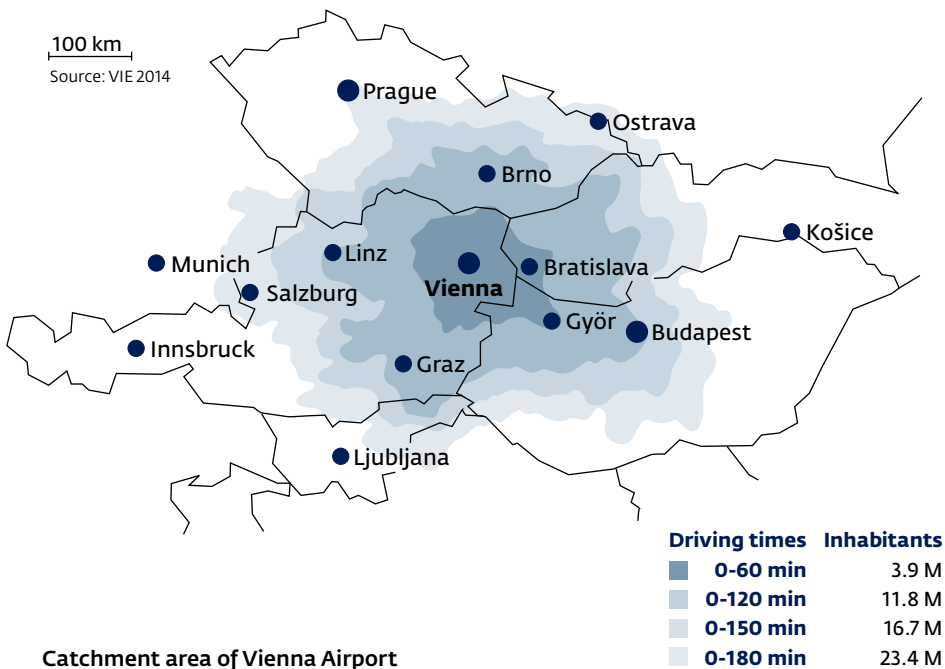 100 km
Source: VIE 2014
Prague
Ostrava
Brno
Košice
Linz
Munich
Bratislava
Vienna
Salzburg
Györ
Budapest
Innsbruck
Graz
Ljubljana
Driving times Inhabitants
0-60 min 3.9 M
0-120 min 11.8 M
0-150 min 16.7 M
0-180 min 23.4 M
Catchment area of Vienna Airport